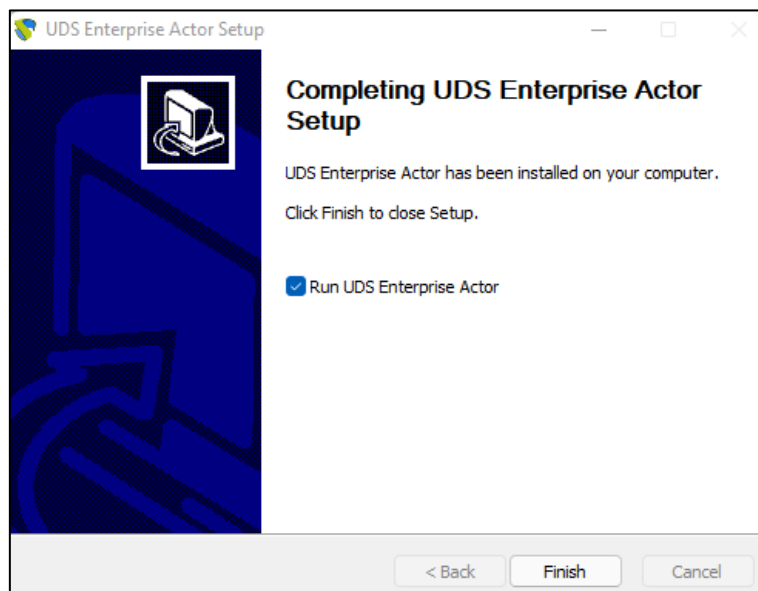 UDS Enterprise Actor Setup
Completing UDS Enterprise Actor
Setup
UDS Enterprise Actor has been installed on your computer.
Click Finish to close Setup.
Run UDS Enterprise Actor
< Back
Finish
Cancel